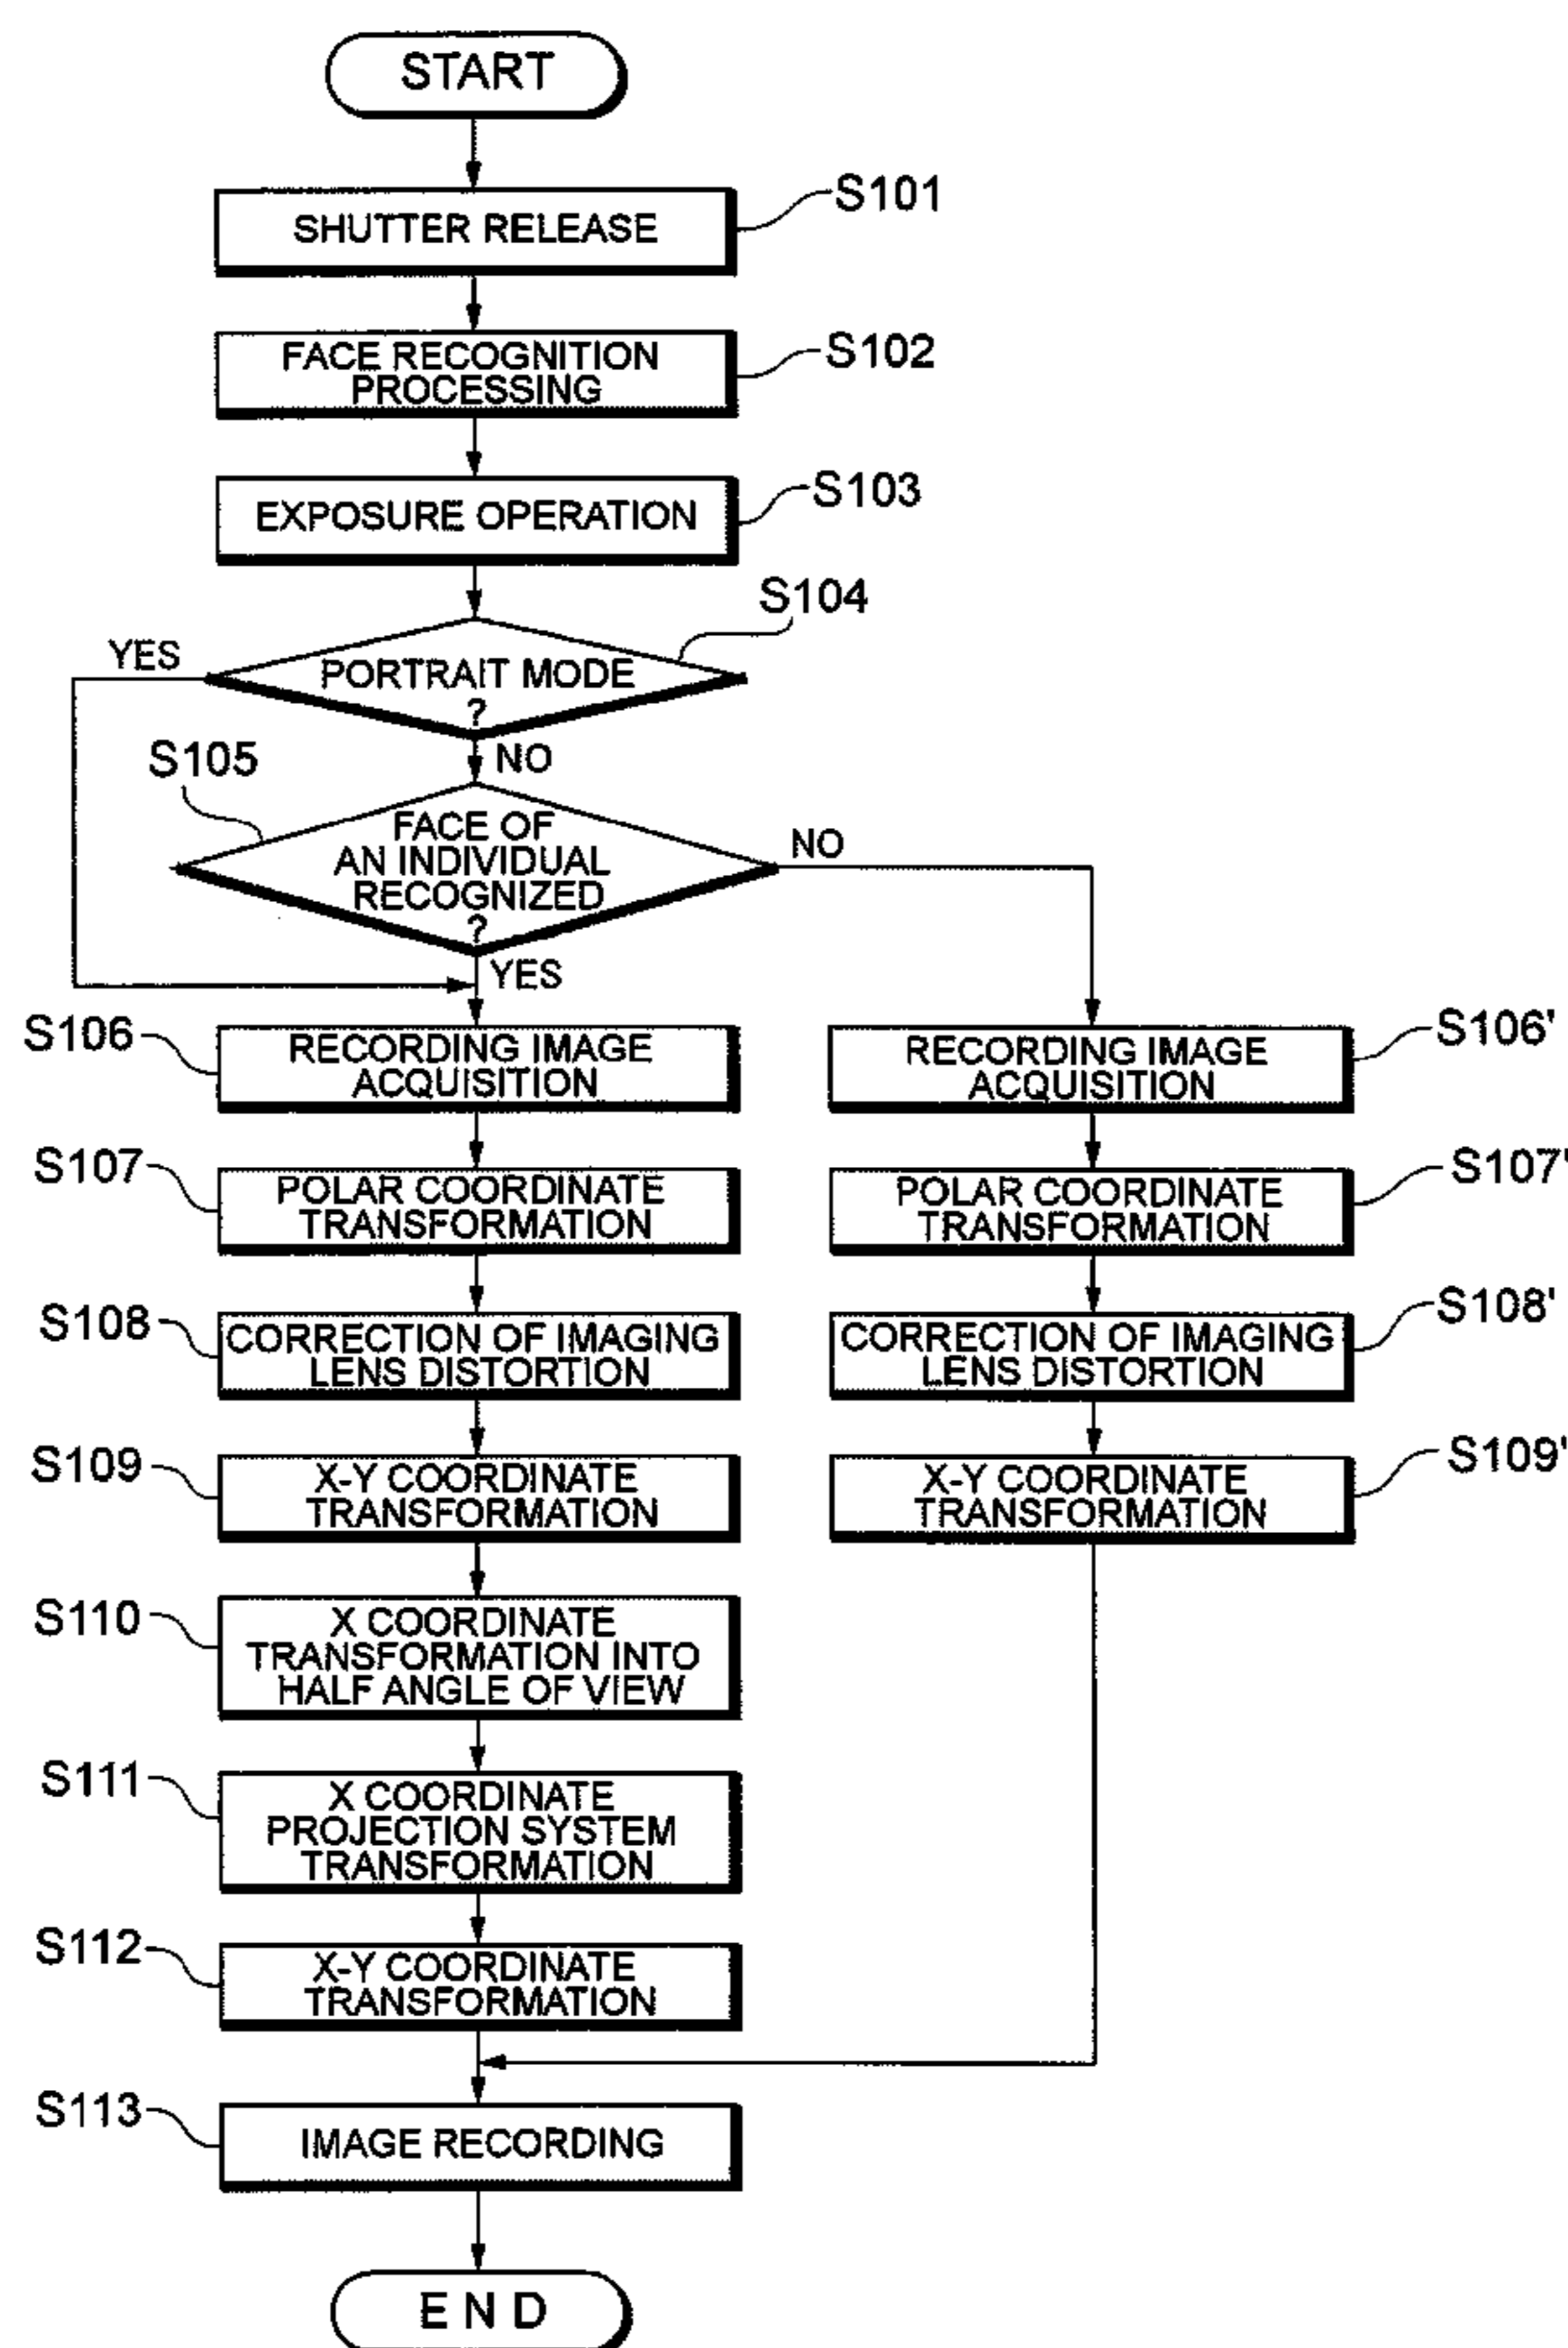 START
SHUTTER RELEASE
S101
FACE RECOGNITION
PROCESSING
S102
EXPOSURE OPERATION
S103
S104
PORTRAIT MODE
?
YES
NO
S105
FACE OF
AN INDIVIDUAL
RECOGNIZED
?
NO
YES
S106
RECORDING IMAGE
ACQUISITION
RECORDING IMAGE
ACQUISITION
S106'
S107
POLAR COORDINATE
TRANSFORMATION
POLAR COORDINATE
TRANSFORMATION
S107'
S108
CORRECTION OF IMAGING
LENS DISTORTION
CORRECTION OF IMAGING
LENS DISTORTION
S108'
S109
X-Y COORDINATE
TRANSFORMATION
X-Y COORDINATE
TRANSFORMATION
S109'
S110
X COORDINATE
TRANSFORMATION INTO
HALF ANGLE OF VIEW
S111
X COORDINATE
PROJECTION SYSTEM
TRANSFORMATION
S112
X-Y COORDINATE
TRANSFORMATION
S113
IMAGE RECORDING
END